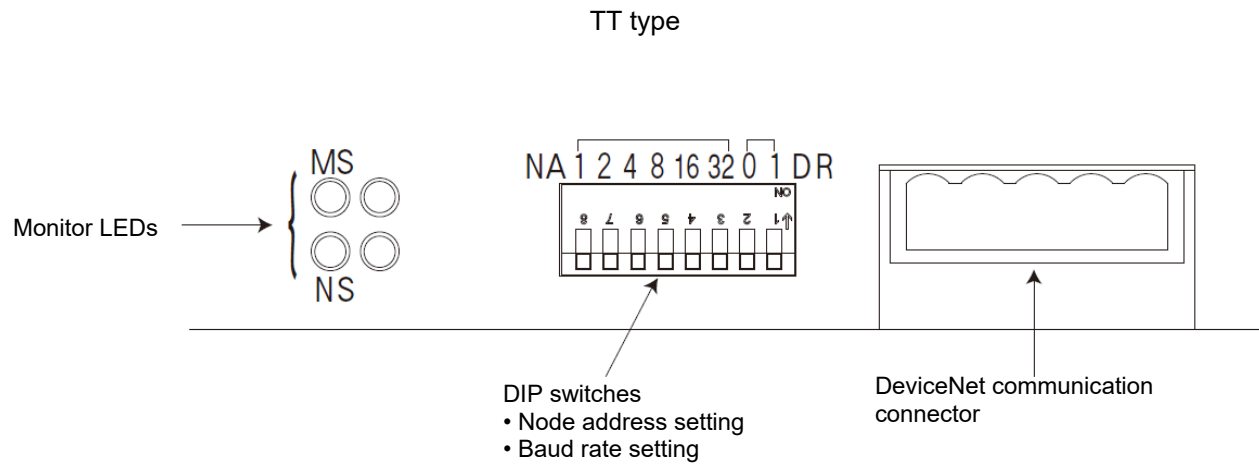 TT type
MS
NA 1 2 4 8 16 32 0 1 DR
ON
8 7 6 5 4 3 2 1
Monitor LEDs
NS
DIP switches
• Node address setting
• Baud rate setting
DeviceNet communication
connector